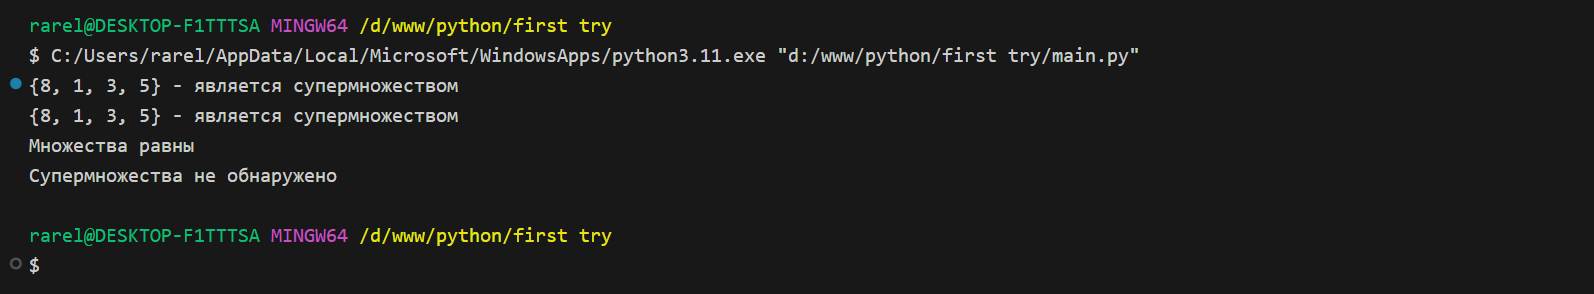 rarel@DESKTOP-F1TTTSA MINGW64 /d/www/python/first try
$ C:/Users/rarel/AppData/Local/Microsoft/WindowsApps/python3.11.exe "d:/www/python/first try/main.py"
{8, 1, 3, 5} - является супермножеством
{8, 1, 3, 5} - является супермножеством
Множества равны
Супермножества не обнаружено
rarel@DESKTOP-F1TTTSA MINGW64 /d/www/python/first try
$